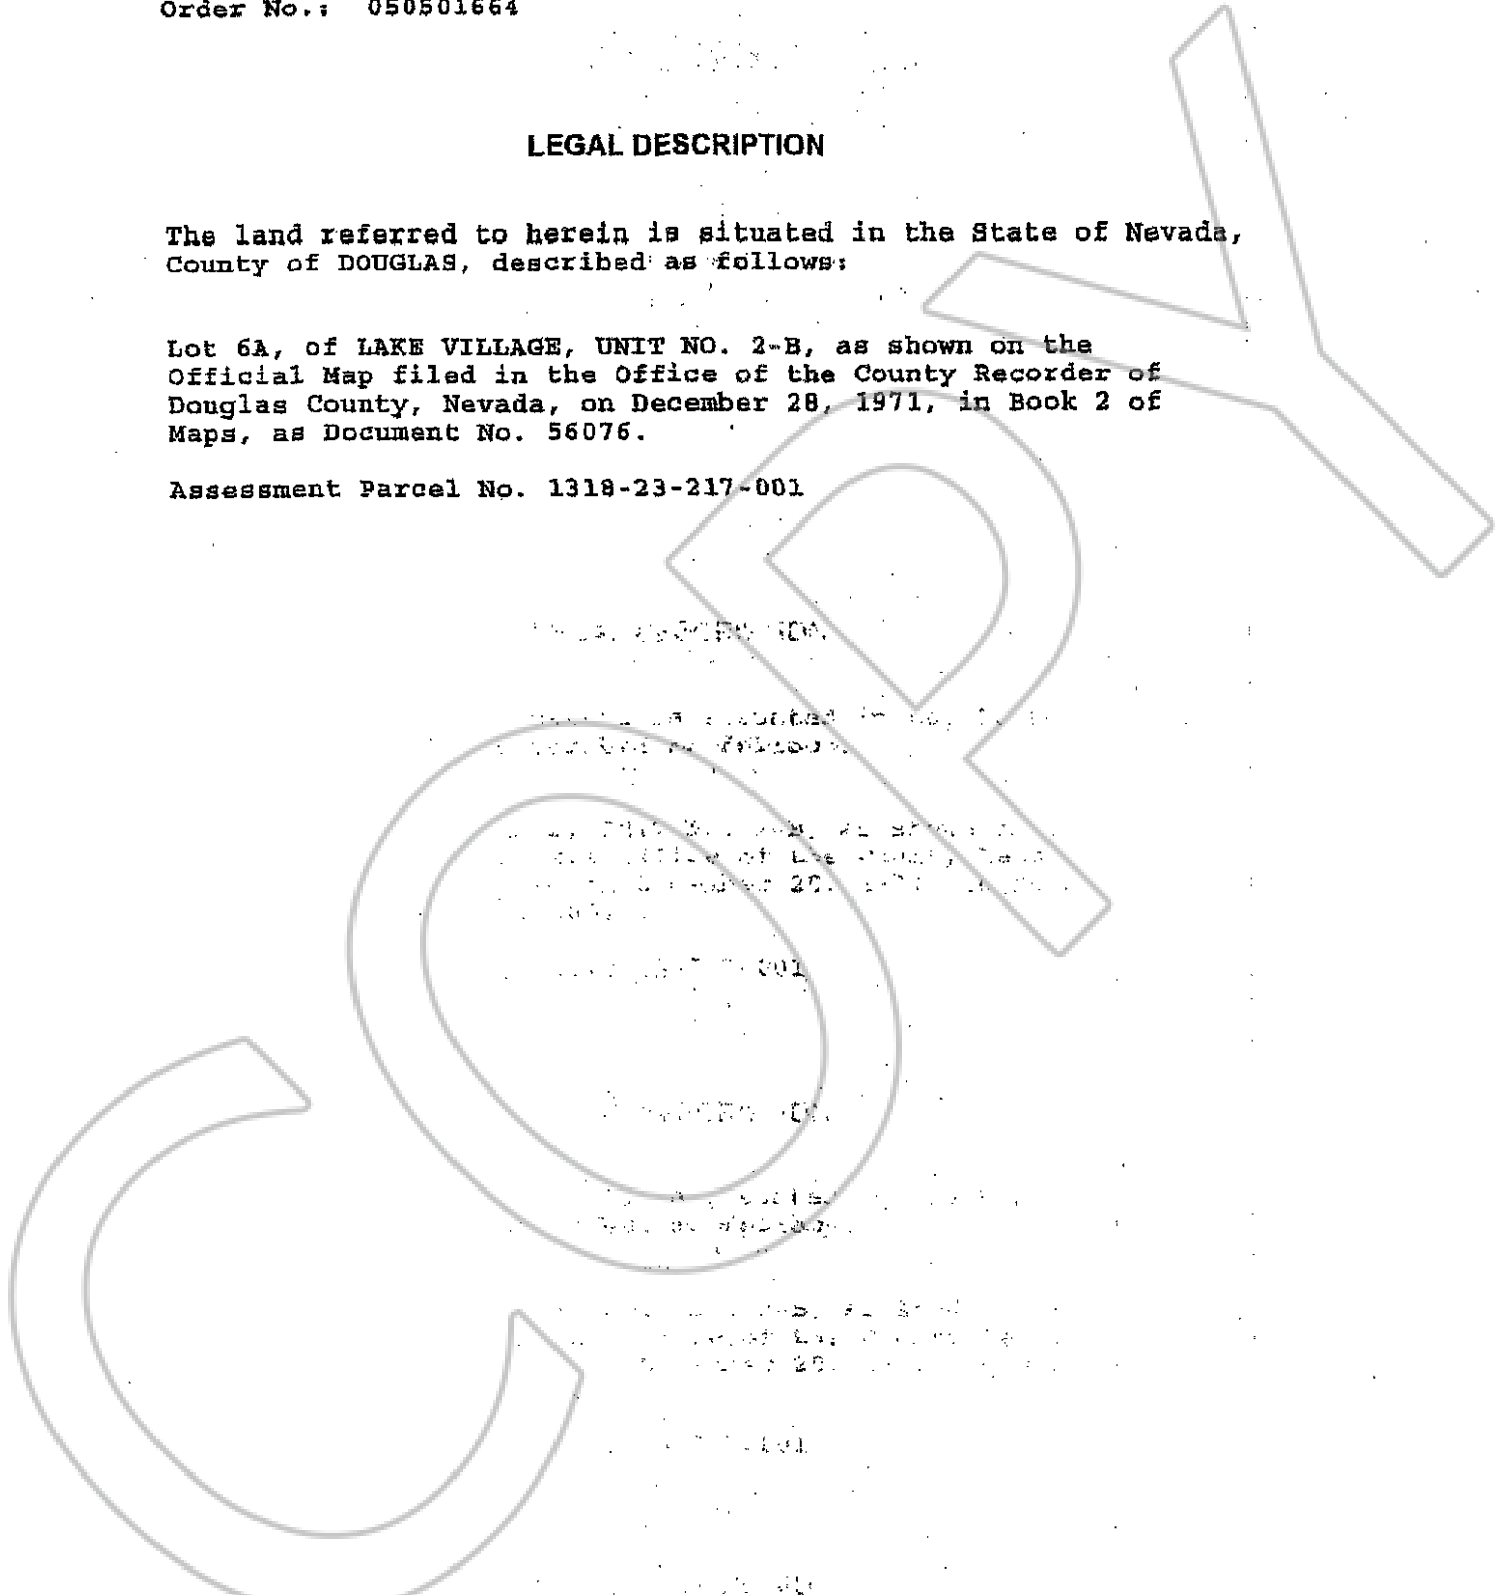 Order No.: 050501664
LEGAL DESCRIPTION
The land referred to herein is situated in the State of Nevada,
County of DOUGLAS, described as follows:
Lot 6A, of LAKE VILLAGE, UNIT NO. 2-B, as shown on the
Official Map filed in the Office of the County Recorder of
Douglas County, Nevada, on December 28, 1971, in Book 2 of
Maps, as Document No. 56076.
Assessment Parcel No. 1318-23-217-001
COPY